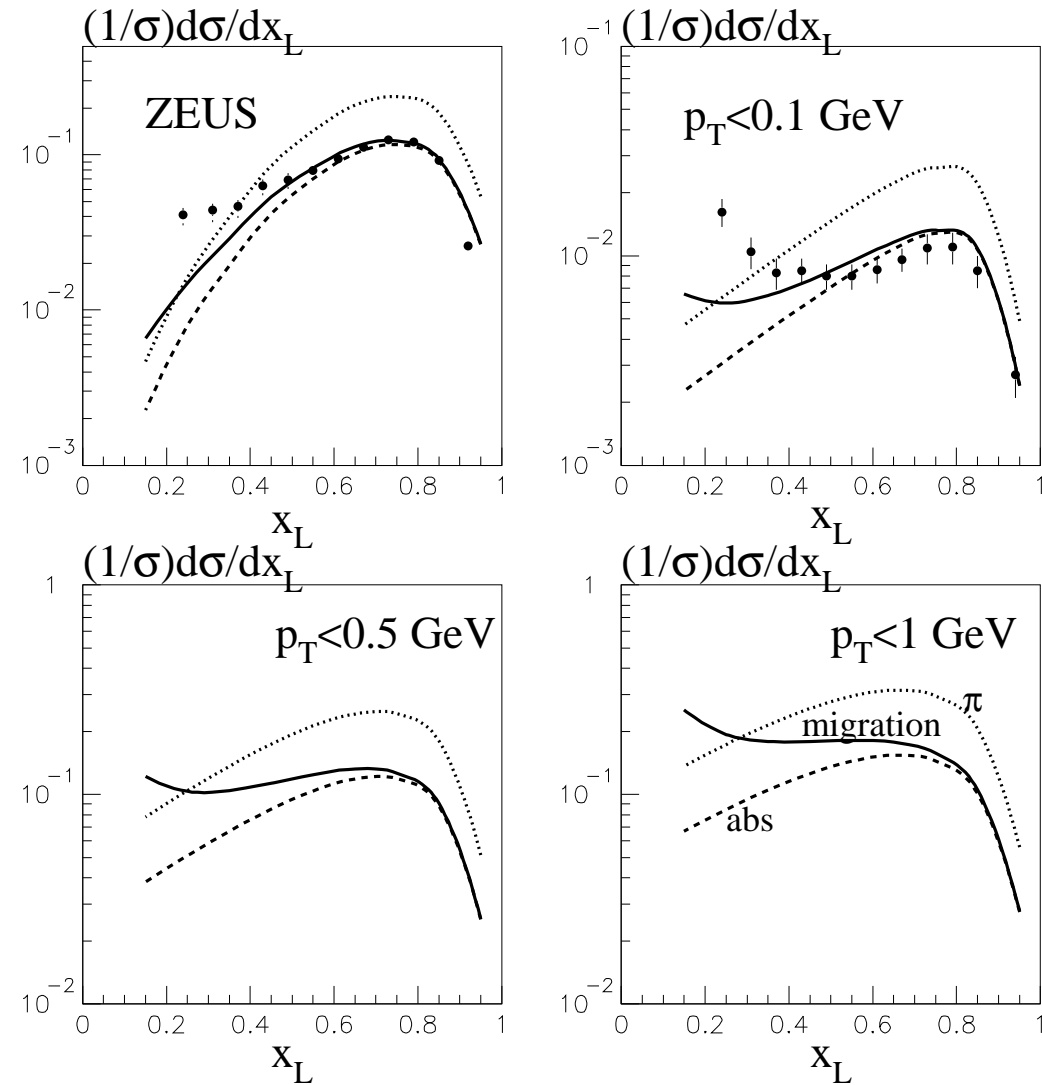 (1/σ)dσ/dx_L
ZEUS
10^-1
10^-2
10^-3
0 0.2 0.4 0.6 0.8 1
x_L
(1/σ)dσ/dx_L
10^-1
p_T<0.1 GeV
10^-2
10^-3
0 0.2 0.4 0.6 0.8 1
x_L
(1/σ)dσ/dx_L
1
p_T<0.5 GeV
10^-1
10^-2
0 0.2 0.4 0.6 0.8 1
x_L
(1/σ)dσ/dx_L
1
p_T<1 GeV
π
migration
10^-1
abs
10^-2
0 0.2 0.4 0.6 0.8 1
x_L